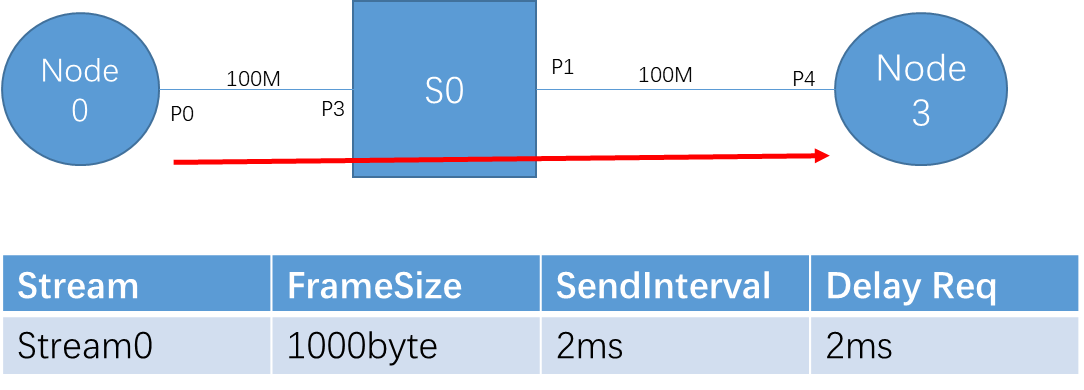 Node
0
100M
P0
P3
S0
P1
100M
P4
Node
3
Stream FrameSize SendInterval Delay Req
Stream0 1000byte 2ms 2ms